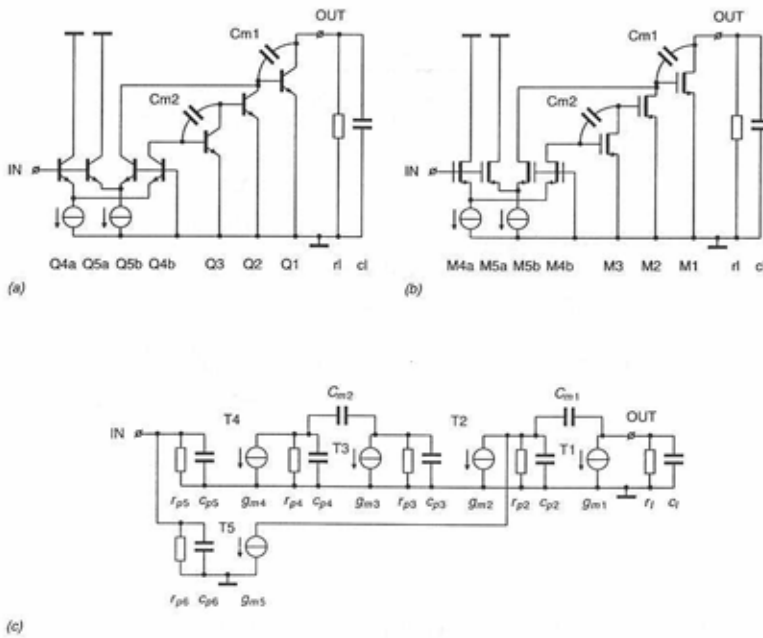 OUT
Cm1
Cm2
IN
Q4a Q5a Q5b Q4b Q3 Q2 Q1 rl cl
(a)
OUT
Cm1
Cm2
IN
M4a M5a M5b M4b M3 M2 M1 rl
(b)
Cm2 Cm1
IN T4 T2 OUT
T3 T1
rp5 cp5 gm4 rp4 cp4 gm3 rp3 cp3 gm2 rp2 cp2 gm1 rl cl
T5
rp6 cp6 gm5
(c)